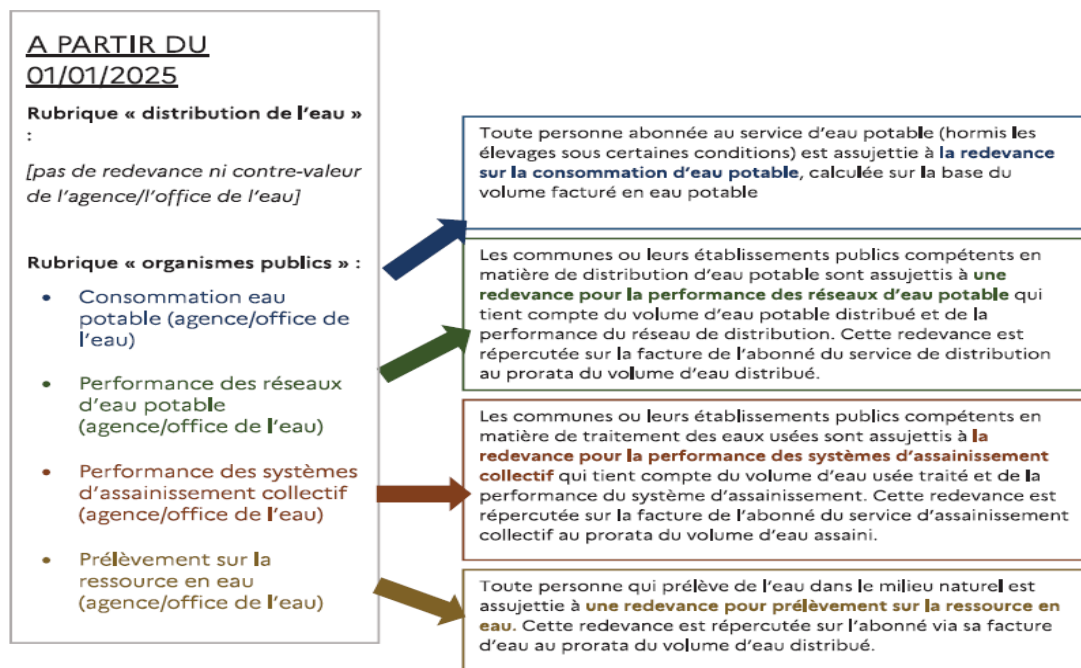 A PARTIR DU
01/01/2025
Rubrique « distribution de l’eau »
:
[pas de redevance ni contre-valeur
de l’agence/l’office de l’eau]
Rubrique « organismes publics » :
• Consommation eau
potable (agence/office de
l’eau)
• Performance des réseaux
d’eau potable
(agence/office de l’eau)
• Performance des systèmes
d’assainissement collectif
(agence/office de l’eau)
• Prélèvement sur la
ressource en eau
(agence/office de l’eau)
Toute personne abonnée au service d’eau potable (hormis les
élevages sous certaines conditions) est assujettie à la redevance
sur la consommation d’eau potable, calculée sur la base du
volume facturé en eau potable
Les communes ou leurs établissements publics compétents en
matière de distribution d’eau potable sont assujettis à une
redevance pour la performance des réseaux d’eau potable qui
tient compte du volume d’eau potable distribué et de la
performance du réseau de distribution. Cette redevance est
répercutée sur la facture de l’abonné du service de distribution
au prorata du volume d’eau distribué.
Les communes ou leurs établissements publics compétents en
matière de traitement des eaux usées sont assujettis à la
redevance pour la performance des systèmes d’assainissement
collectif qui tient compte du volume d’eau usée traité et de la
performance du système d’assainissement. Cette redevance est
répercutée sur la facture de l’abonné du service d’assainissement
collectif au prorata du volume d’eau assaini.
Toute personne qui prélève de l’eau dans le milieu naturel est
assujettie à une redevance pour prélèvement sur la ressource en
eau. Cette redevance est répercutée sur l’abonné via sa facture
d’eau au prorata du volume d’eau distribué.